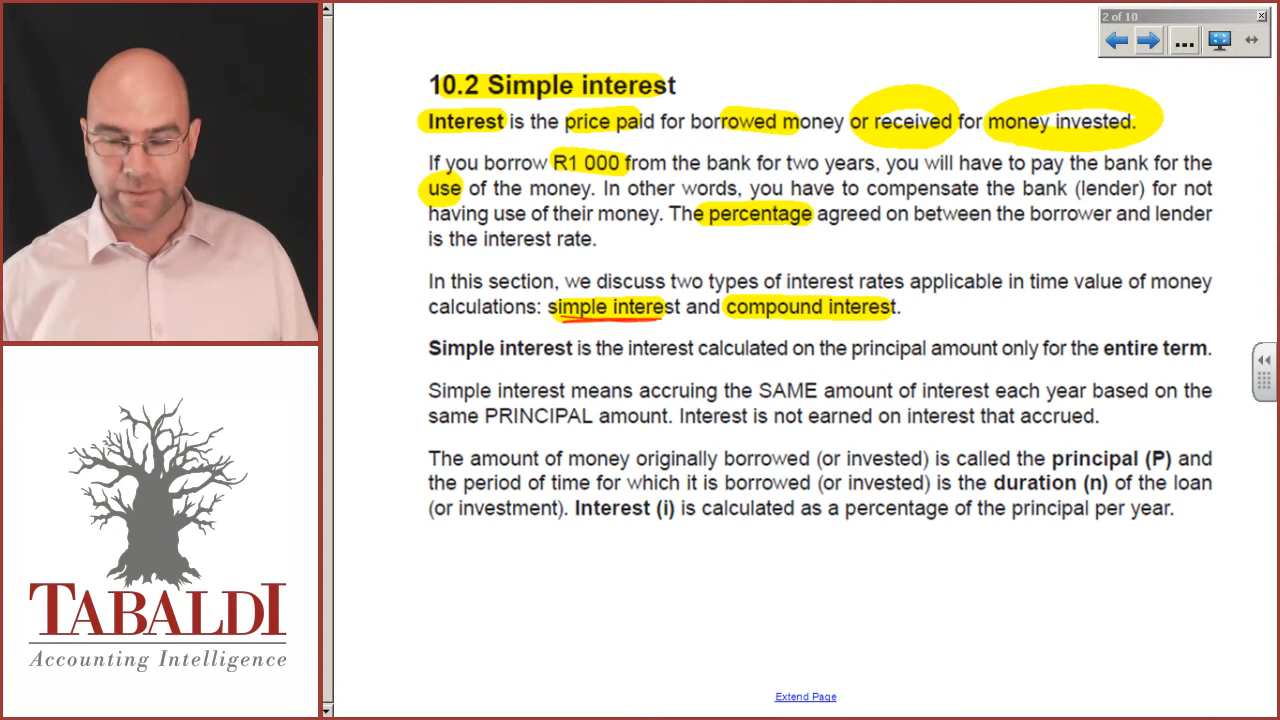 2 of 10
...
10.2 Simple interest
Interest is the price paid for borrowed money or received for money invested.
If you borrow R1 000 from the bank for two years, you will have to pay the bank for the
use of the money. In other words, you have to compensate the bank (lender) for not
having use of their money. The percentage agreed on between the borrower and lender
is the interest rate.
In this section, we discuss two types of interest rates applicable in time value of money
calculations: simple interest and compound interest.
Simple interest is the interest calculated on the principal amount only for the entire term.
Simple interest means accruing the SAME amount of interest each year based on the
same PRINCIPAL amount. Interest is not earned on interest that accrued.
The amount of money originally borrowed (or invested) is called the principal (P) and
the period of time for which it is borrowed (or invested) is the duration (n) of the loan
(or investment). Interest (i) is calculated as a percentage of the principal per year.
TABALDI
Accounting Intelligence
Extend Page